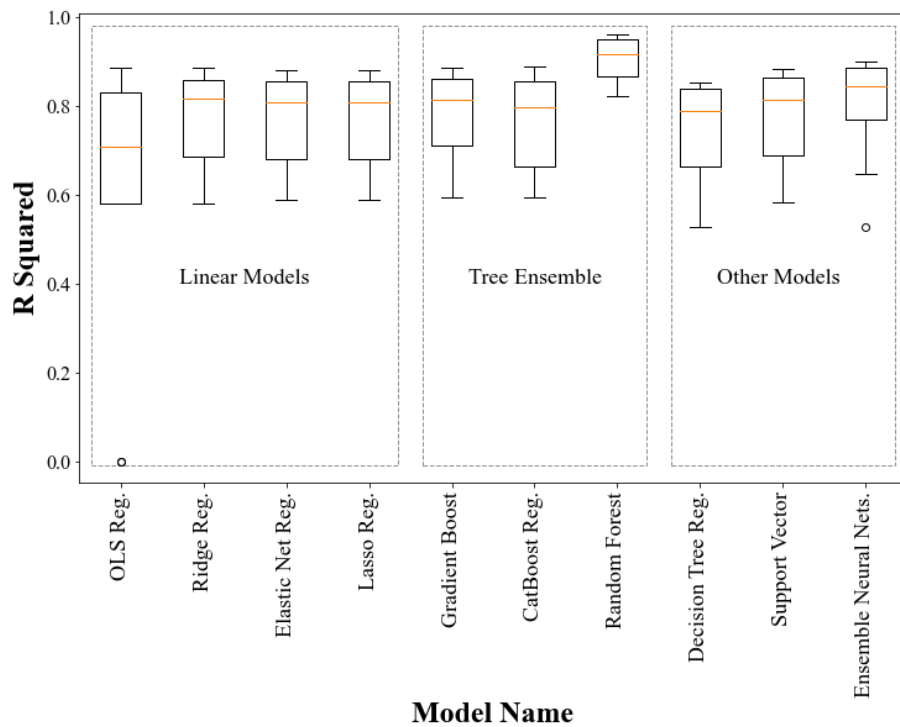 1.0
0.8
0.6
0.4
0.2
0.0
R Squared
Linear Models
Tree Ensemble
Other Models
OLS Reg.
Ridge Reg.
Elastic Net Reg.
Lasso Reg.
Gradient Boost
CatBoost Reg.
Random Forest
Decision Tree Reg.
Support Vector
Ensemble Neural Nets.
Model Name